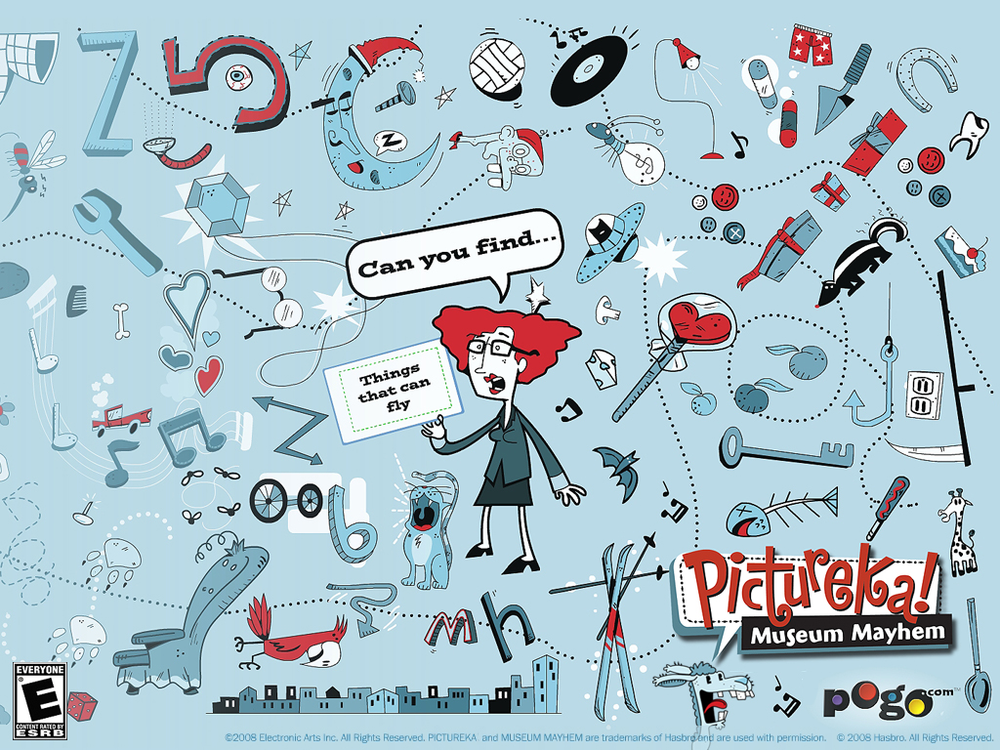 Z
5
z
Can you find...
Things
that can
fly
b
m
h
Pictureka!
Museum Mayhem
EVERYONE
E
CONTENT RATED BY
ESRB
pogo.com™
©2008 Electronic Arts Inc. All Rights Reserved. PICTUREKA. and MUSEUM MAYHEM are trademarks of Hasbro and are used with permission. © 2008 Hasbro. All Rights Reserved.